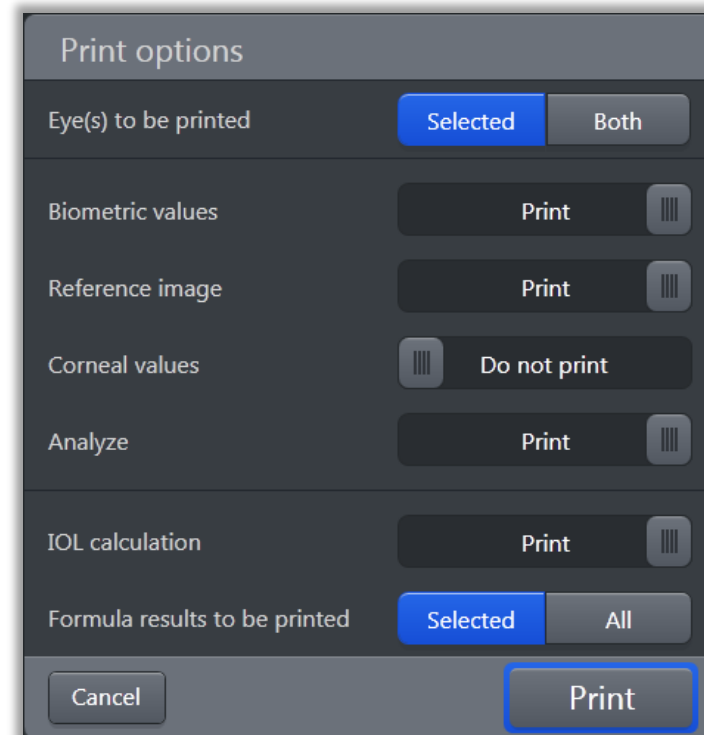 Print options
Eye(s) to be printed Selected Both
Biometric values Print
Reference image Print
Corneal values Do not print
Analyze Print
IOL calculation Print
Formula results to be printed Selected All
Cancel Print